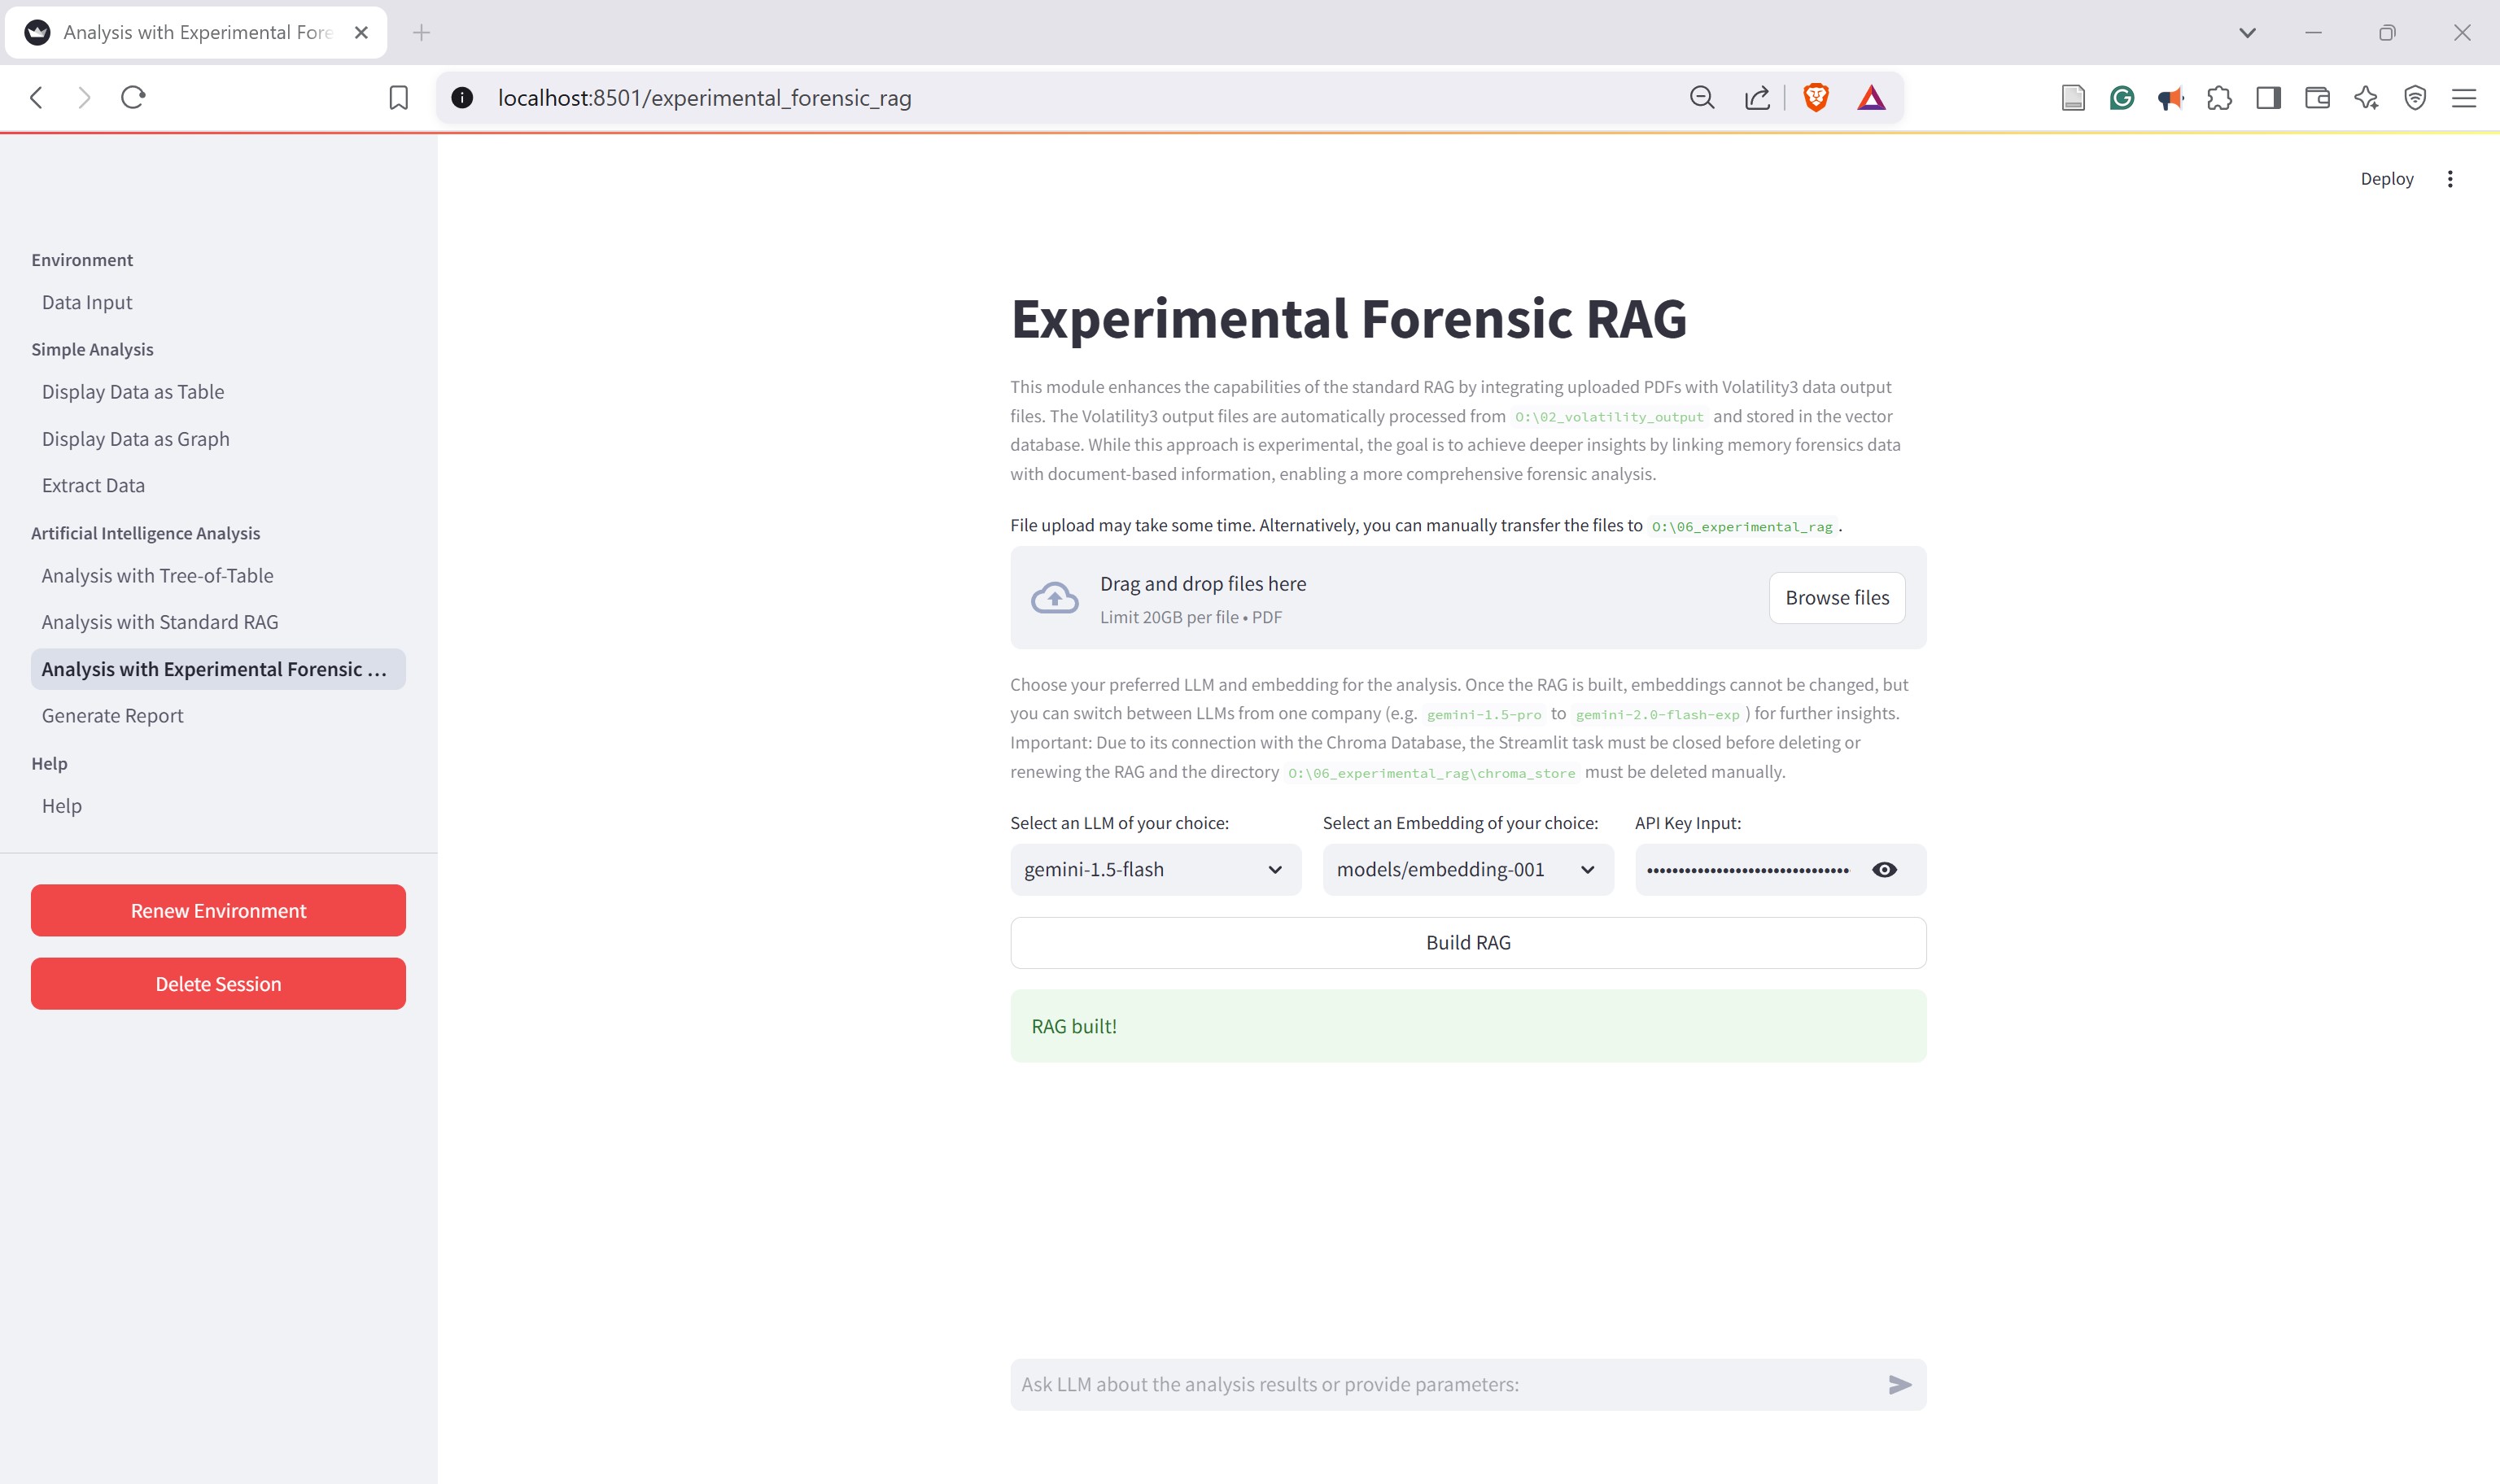 Analysis with Experimental Fore
localhost:8501/experimental_forensic_rag
Deploy
Environment
Data Input
Simple Analysis
Display Data as Table
Display Data as Graph
Extract Data
Artificial Intelligence Analysis
Analysis with Tree-of-Table
Analysis with Standard RAG
Analysis with Experimental Forensic ...
Generate Report
Help
Help
Renew Environment
Delete Session
Experimental Forensic RAG
This module enhances the capabilities of the standard RAG by integrating uploaded PDFs with Volatility3 data output
files. The Volatility3 output files are automatically processed from O:\02_volatility_output and stored in the vector
database. While this approach is experimental, the goal is to achieve deeper insights by linking memory forensics data
with document-based information, enabling a more comprehensive forensic analysis.
File upload may take some time. Alternatively, you can manually transfer the files to O:\06_experimental_rag.
Drag and drop files here
Limit 20GB per file • PDF
Browse files
Choose your preferred LLM and embedding for the analysis. Once the RAG is built, embeddings cannot be changed, but
you can switch between LLMs from one company (e.g. gemini-1.5-pro to gemini-2.0-flash-exp) for further insights.
Important: Due to its connection with the Chroma Database, the Streamlit task must be closed before deleting or
renewing the RAG and the directory O:\06_experimental_rag\chroma_store must be deleted manually.
Select an LLM of your choice:
Select an Embedding of your choice:
API Key Input:
gemini-1.5-flash
models/embedding-001
Build RAG
RAG built!
Ask LLM about the analysis results or provide parameters: